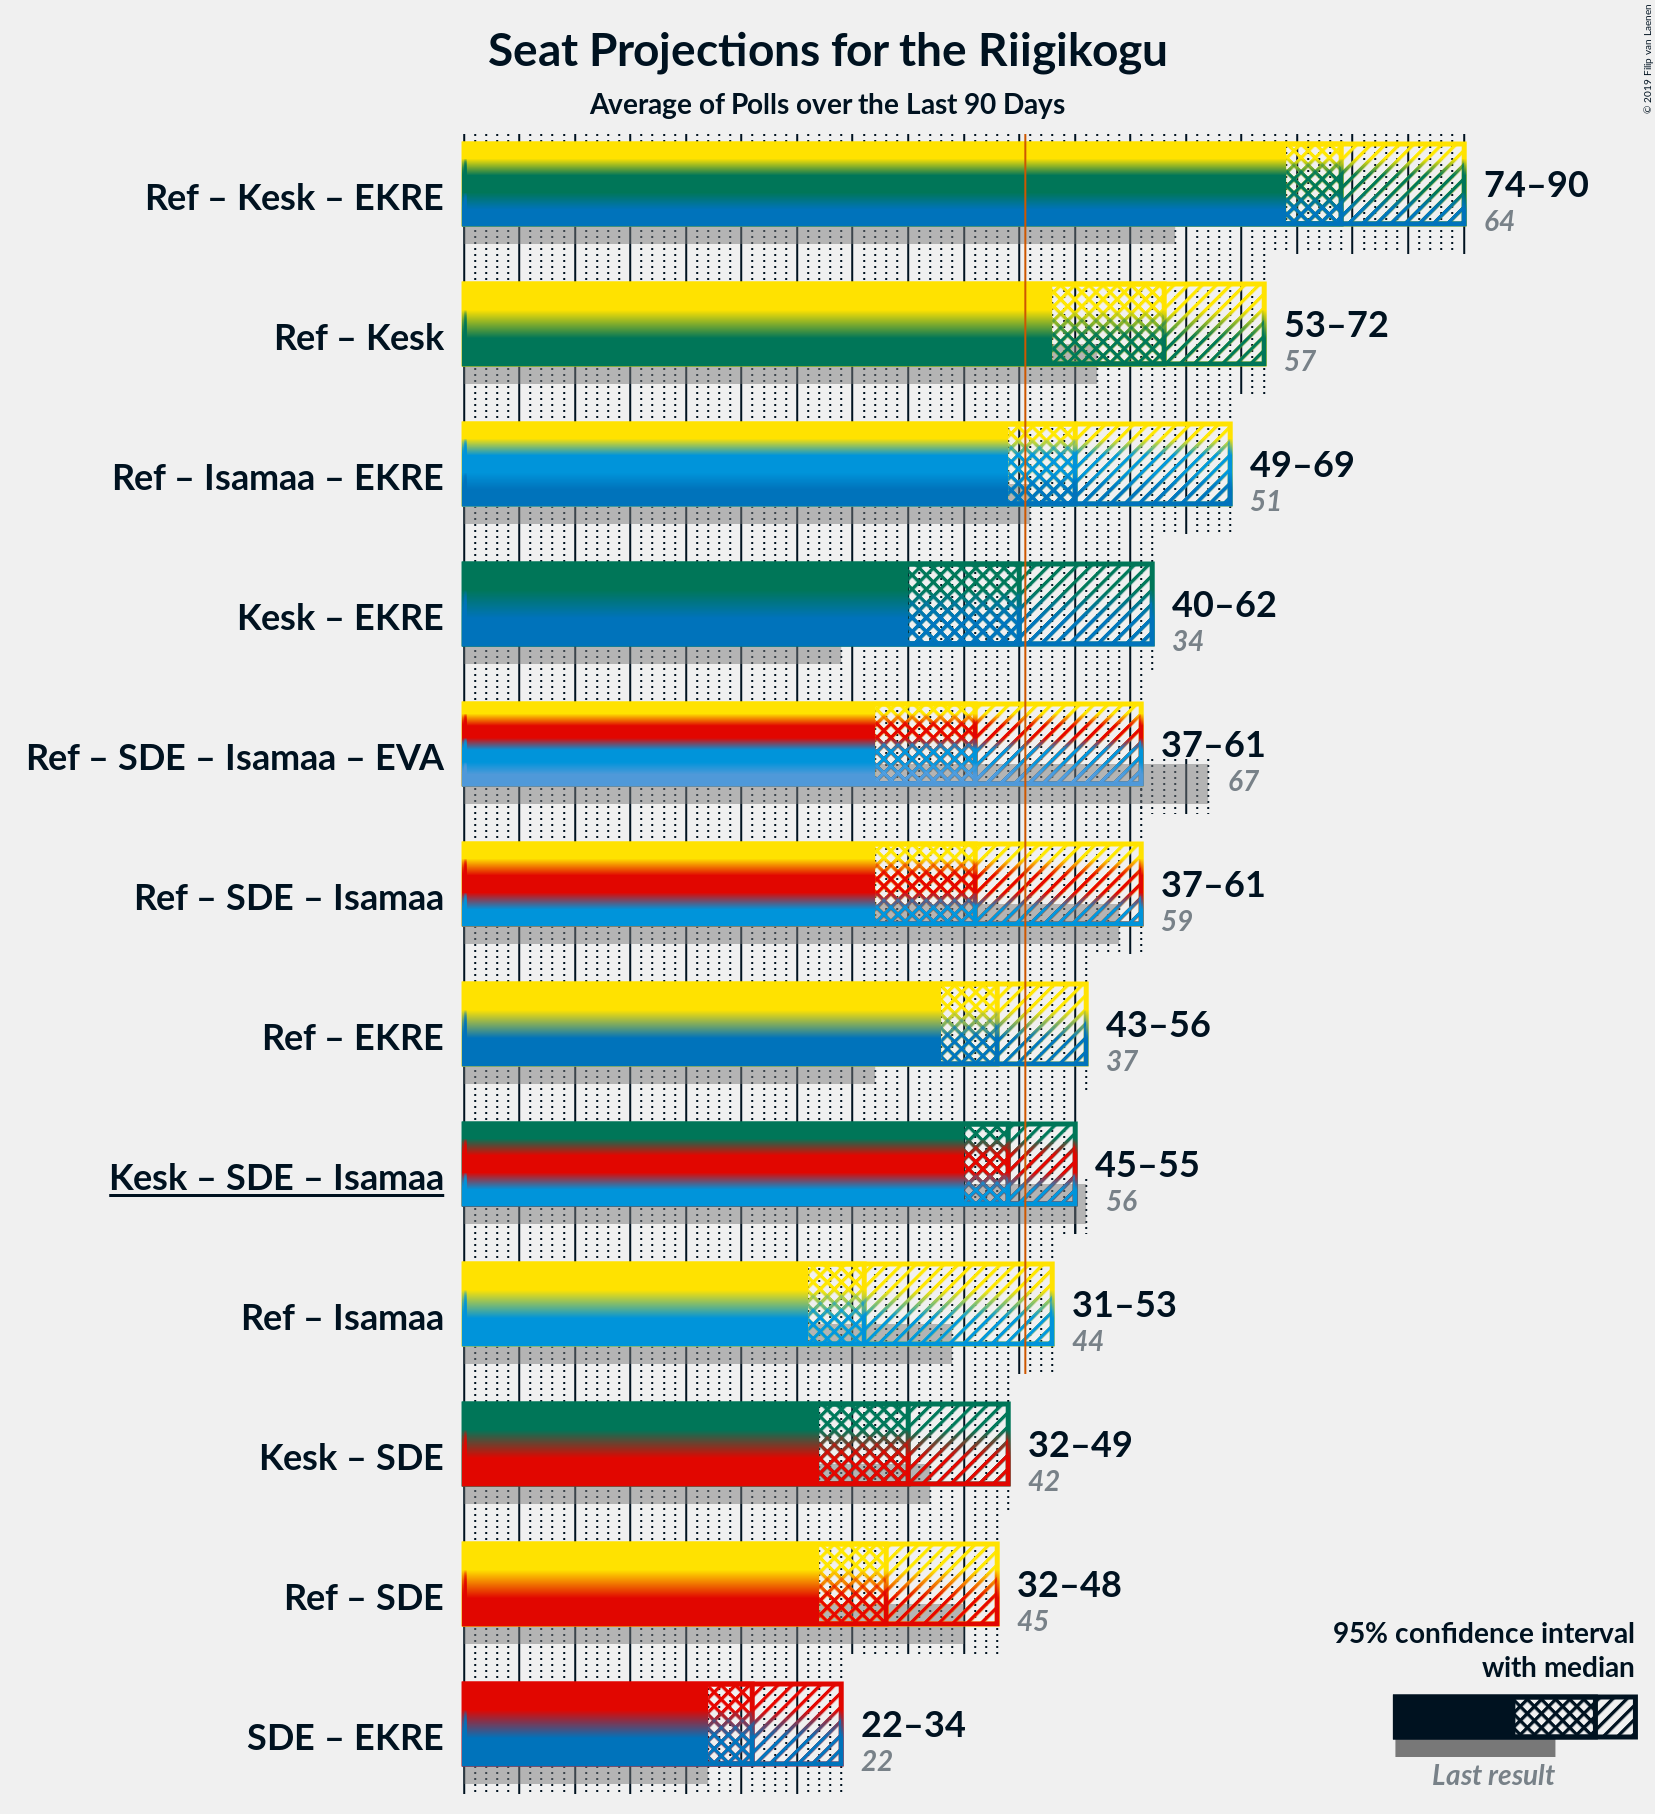 Seat Projections for the Riigikogu
Average of Polls over the Last 90 Days
© 2019 Filip van Laenen
Ref – Kesk – EKRE
74–90
64
Ref – Kesk
53–72
57
Ref – Isamaa – EKRE
49–69
51
Kesk – EKRE
40–62
34
Ref – SDE – Isamaa – EVA
37–61
67
Ref – SDE – Isamaa
37–61
59
Ref – EKRE
43–56
37
Kesk – SDE – Isamaa
45–55
56
Ref – Isamaa
31–53
44
Kesk – SDE
32–49
42
Ref – SDE
32–48
45
SDE – EKRE
22–34
22
95% confidence interval
with median
Last result